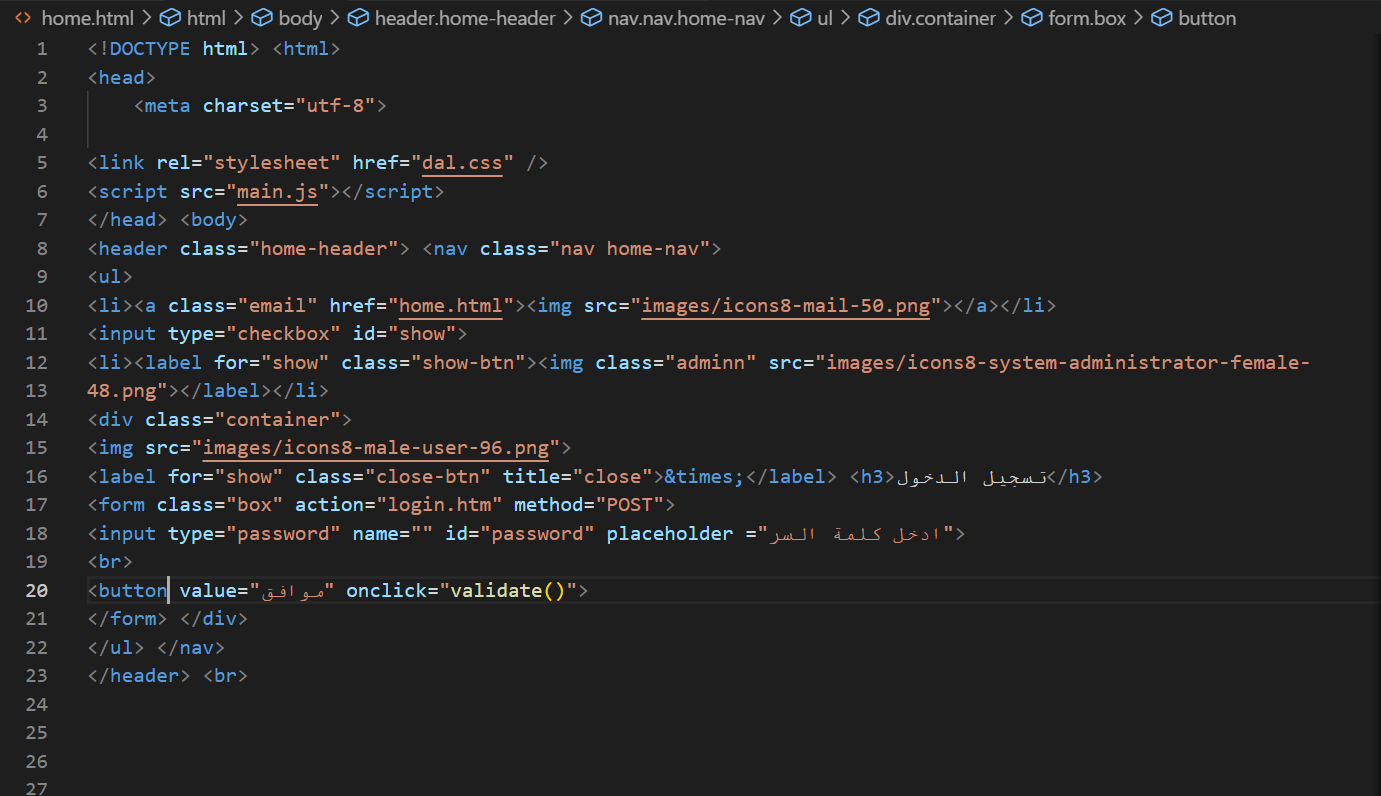 home.html > html > body > header.home-header > nav.nav.home-nav > ul > div.container > form.box > button
1 <!DOCTYPE html> <html>
2 <head>
3 <meta charset="utf-8">
4
5 <link rel="stylesheet" href="dal.css" />
6 <script src="main.js"></script>
7 </head> <body>
8 <header class="home-header"> <nav class="nav home-nav">
9 <ul>
10 <li><a class="email" href="home.html"><img src="images/icons8-mail-50.png"></a></li>
11 <input type="checkbox" id="show">
12 <li><label for="show" class="show-btn"><img class="adminn" src="images/icons8-system-administrator-female-
13 48.png"></label></li>
14 <div class="container">
15 <img src="images/icons8-male-user-96.png">
16 <label for="show" class="close-btn" title="close">&times;</label> <h3>تسجيل الدخول</h3>
17 <form class="box" action="login.htm" method="POST">
18 <input type="password" name="" id="password" placeholder ="ادخل كلمة السر">
19 <br>
20 <button value="موافق" onclick="validate()">
21 </form> </div>
22 </ul> </nav>
23 </header> <br>
24
25
26
27